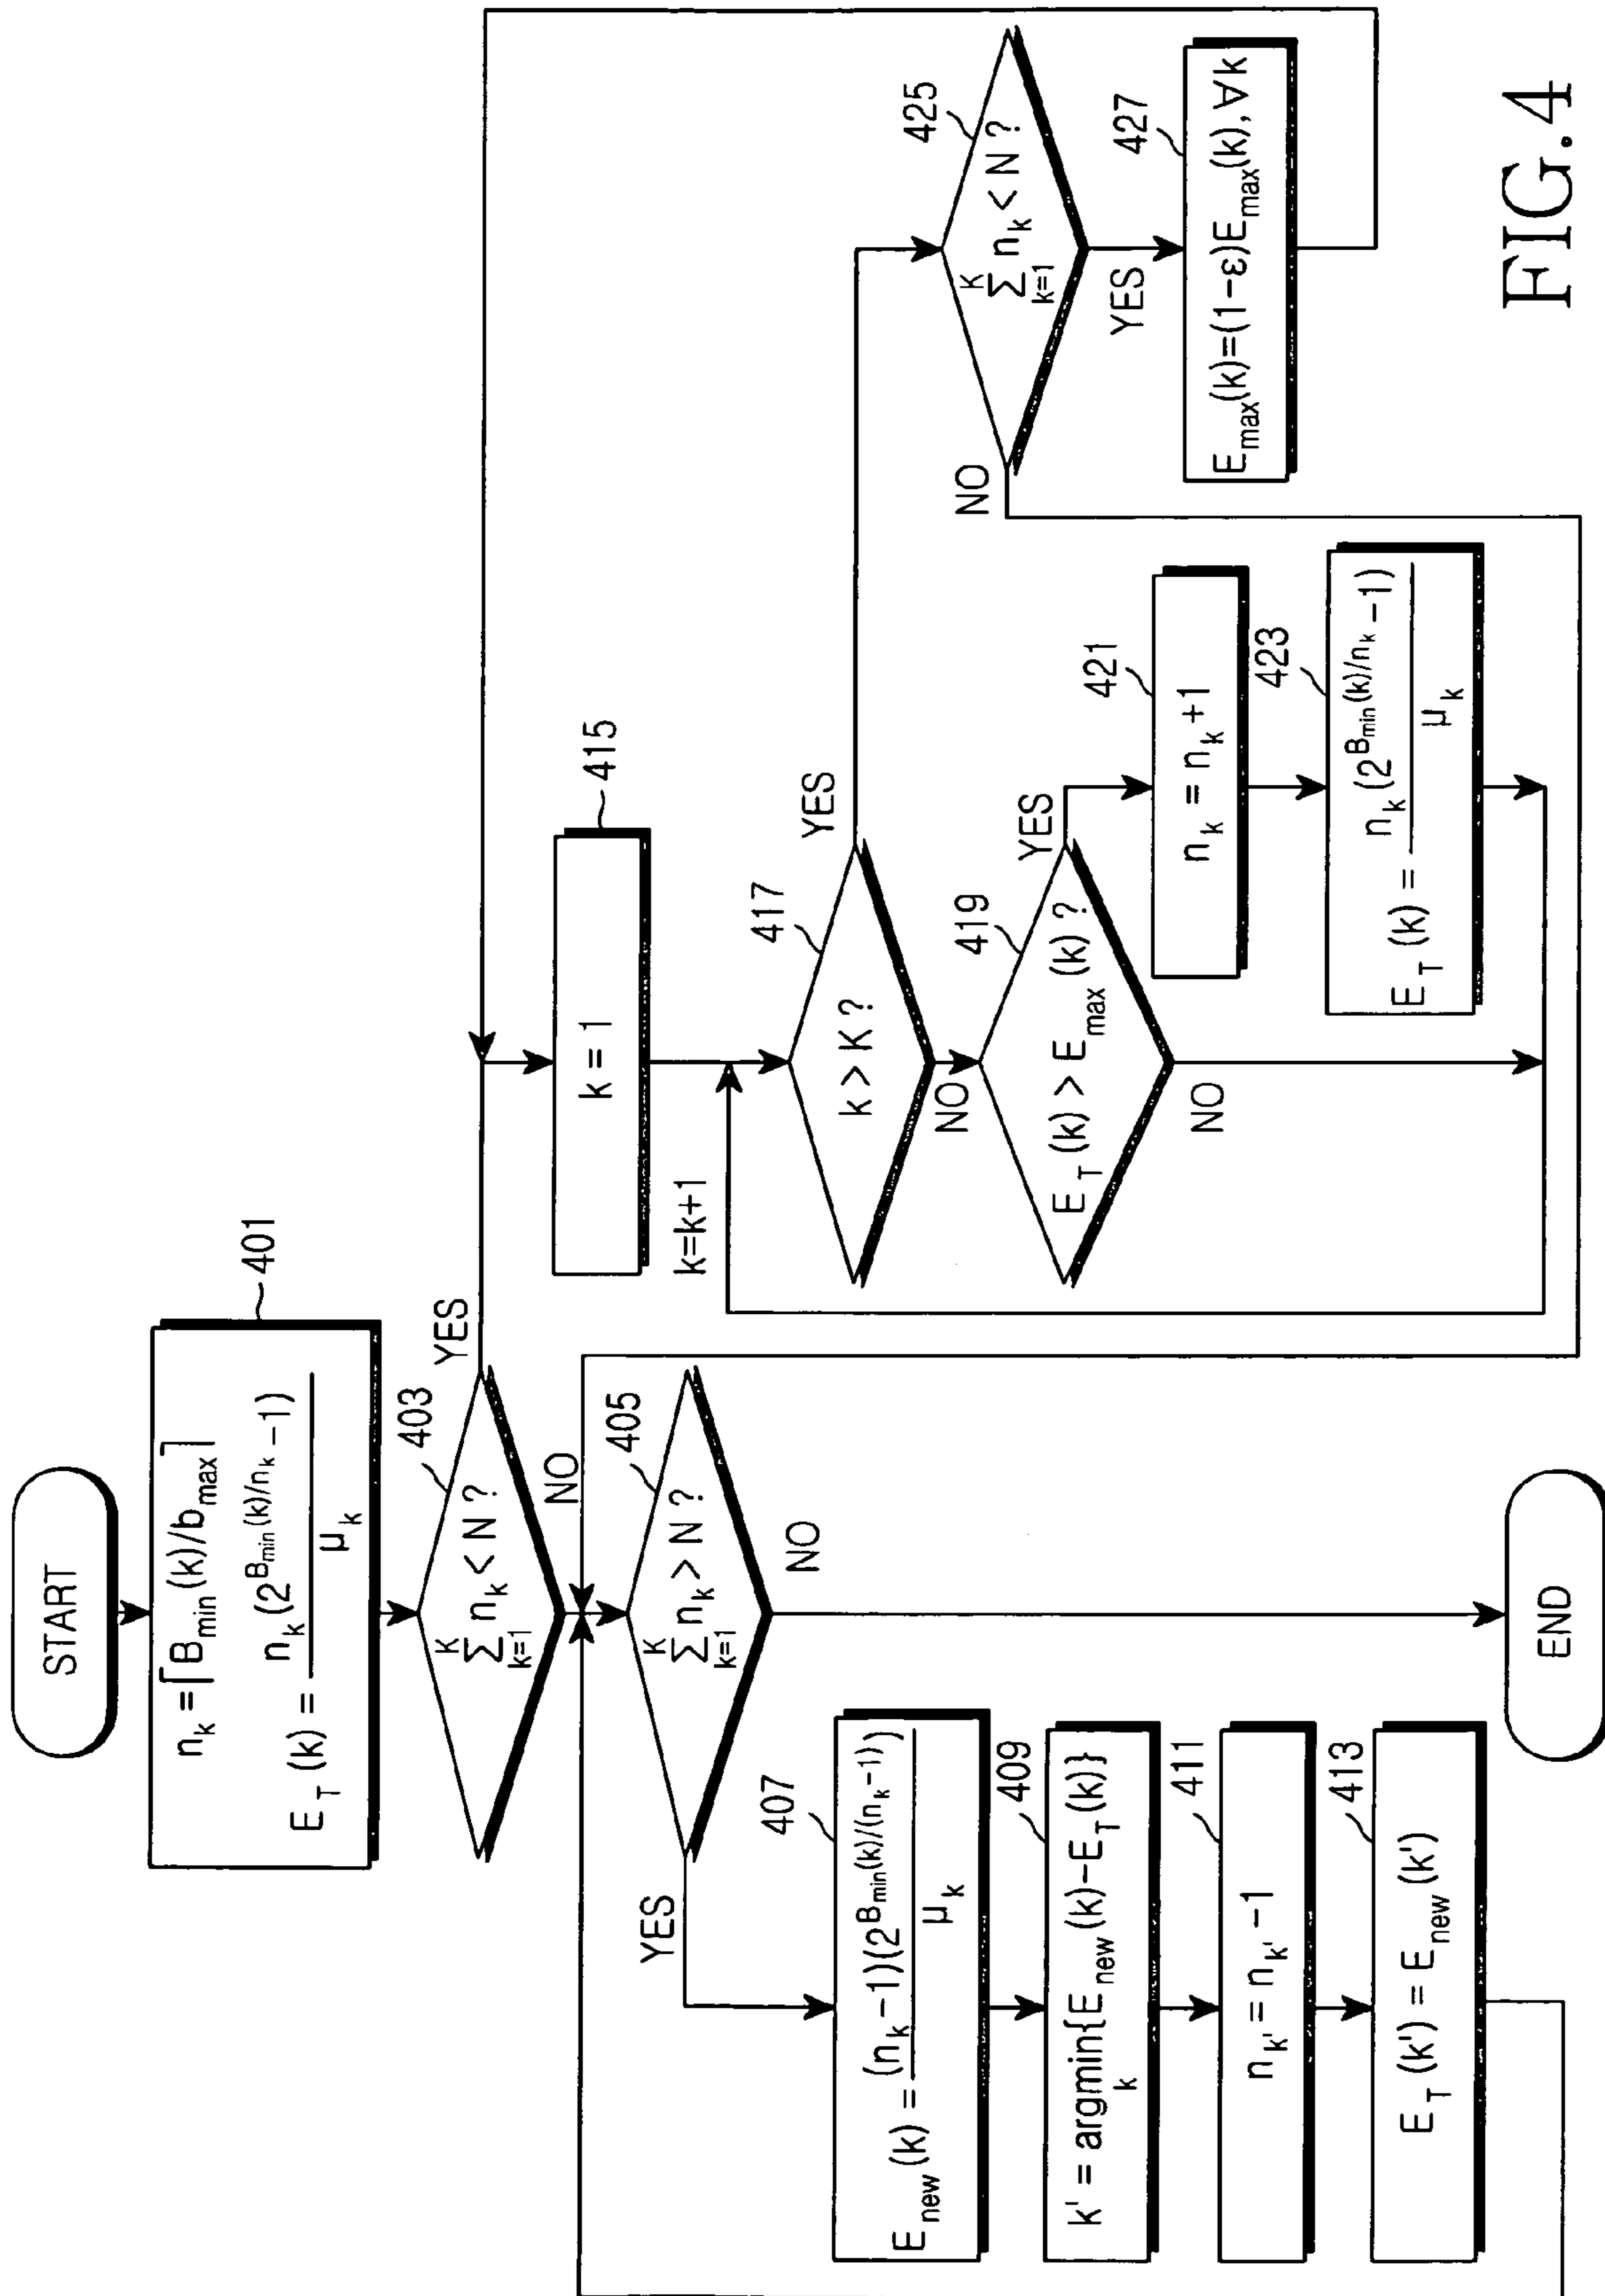 START
401
n_k = ⌈B_min(k)/b_max⌉
E_T(k) = n_k(2^{B_min(k)/n_k} -1) / μ_k
403
∑_{k=1}^{K} n_k < N ?
YES
NO
405
∑_{k=1}^{K} n_k > N ?
YES
NO
407
E_new(k) = (n_k-1)(2^{B_min(k)/(n_k-1)}) / μ_k
409
k' = argmin_k{E_new(k)-E_T(k)}
411
n_k' = n_k' -1
413
E_T(k') = E_new(k')
END
415
k = 1
k=k+1
417
k > K ?
YES
NO
419
E_T(k) > E_max(k) ?
YES
NO
421
n_k = n_k +1
423
E_T(k) = n_k(2^{B_min(k)/n_k} -1) / μ_k
425
∑_{k=1}^{K} n_k < N ?
NO
YES
427
E_max(k)=(1-ε)E_max(k),∀k
FIG.4